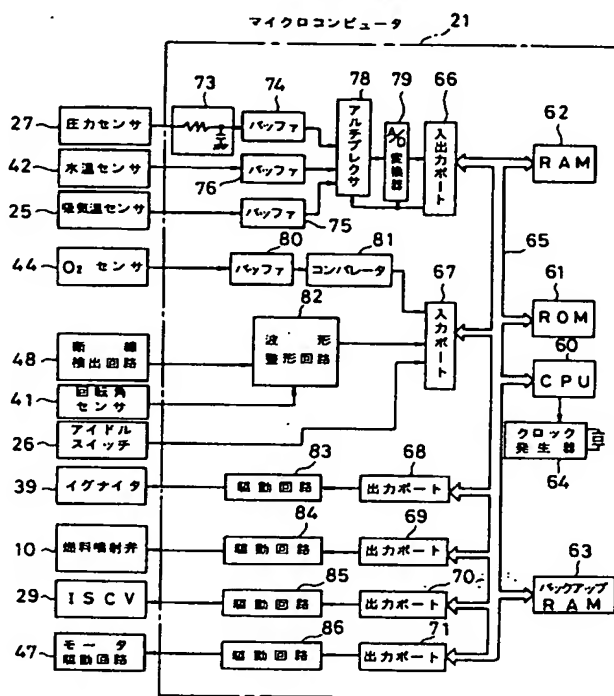 マイクロコンピュータ
21
73
74
78
79
66
27
圧力センサ
バッファ
アルチプレクサ
A/D
変換器
入出力ポート
62
RAM
42
水温センサ
バッファ
76
25
吸気温センサ
バッファ
75
65
44
O2 センサ
80
バッファ
81
コンパレータ
67
入力ポート
61
ROM
82
波形
整形回路
60
CPU
48
断線
検出回路
41
回転角
センサ
26
アイドル
スイッチ
クロック
発生器
64
39
イグナイタ
83
駆動回路
68
出力ポート
10
燃料噴射弁
84
駆動回路
69
出力ポート
63
バックアップ
RAM
29
ISCV
85
駆動回路
70
出力ポート
47
モータ
駆動回路
86
駆動回路
71
出力ポート